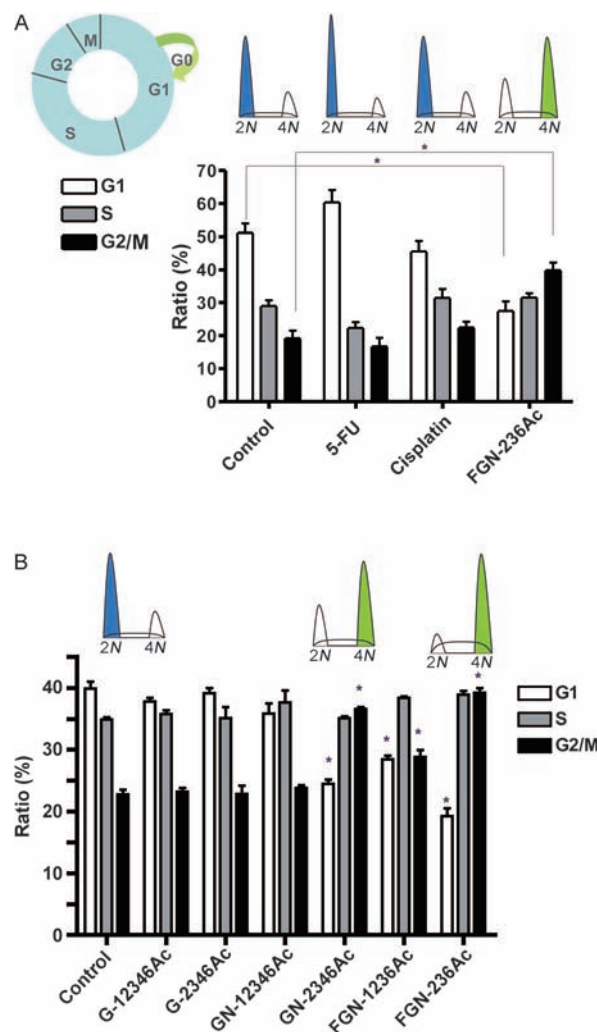 A
M
G2
G0
G1
S
2N 4N 2N 4N 2N 4N 2N 4N
* *
G1
S
G2/M
Ratio (%)
70
60
50
40
30
20
10
0
Control
5-FU
Cisplatin
FGN-236Ac
B
2N 4N 2N 4N 2N 4N
Ratio (%)
40
40
30
20
10
0
* * * * * *
G1
S
G2/M
Control
G-12346Ac
G-2346Ac
GN-12346Ac
GN-2346Ac
FGN-1236Ac
FGN-236Ac